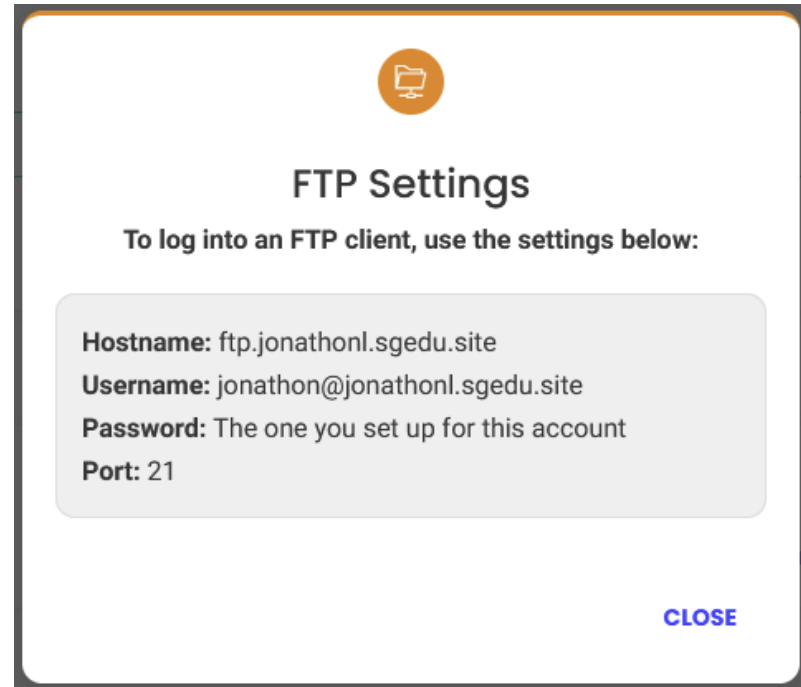 FTP Settings
To log into an FTP client, use the settings below:
Hostname: ftp.jonathonl.sgedu.site
Username: jonathon@jonathonl.sgedu.site
Password: The one you set up for this account
Port: 21
CLOSE